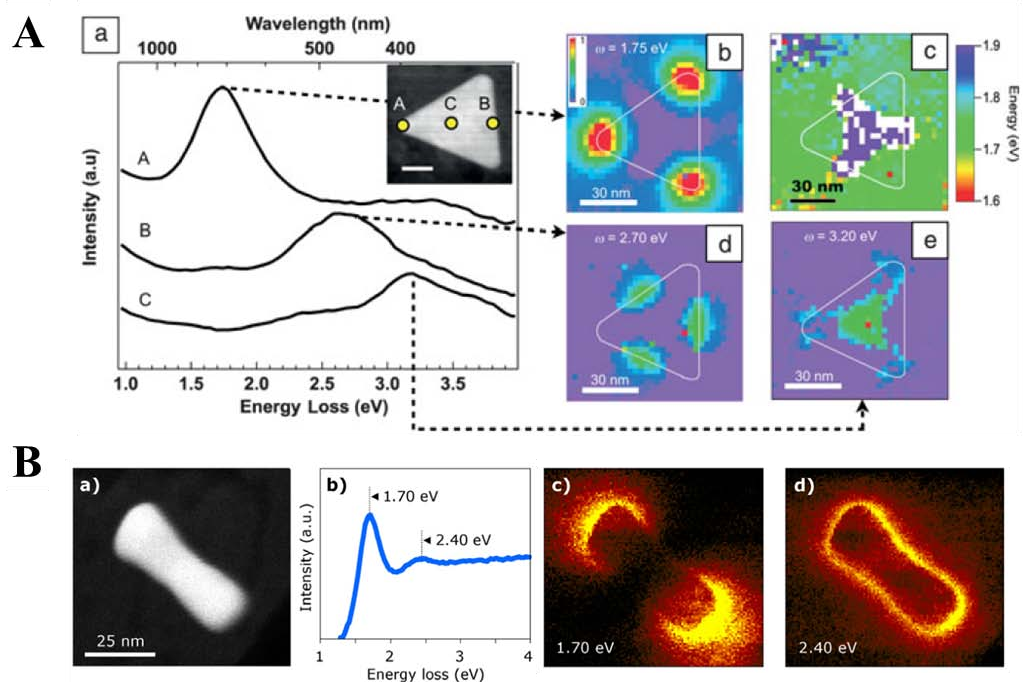 A
a
Wavelength (nm)
1000 500 400
Intensity (a.u)
A
B
C
A C B
1.0 1.5 2.0 2.5 3.0 3.5
Energy Loss (eV)
b
ω = 1.75 eV
1
0
30 nm
c
30 nm
1.9
1.8
1.7
1.6
Energy (eV)
d
ω = 2.70 eV
30 nm
e
ω = 3.20 eV
30 nm
B
a)
25 nm
b)
1.70 eV
2.40 eV
Intensity (a.u.)
1 2 3 4
Energy loss (eV)
c)
1.70 eV
d)
2.40 eV